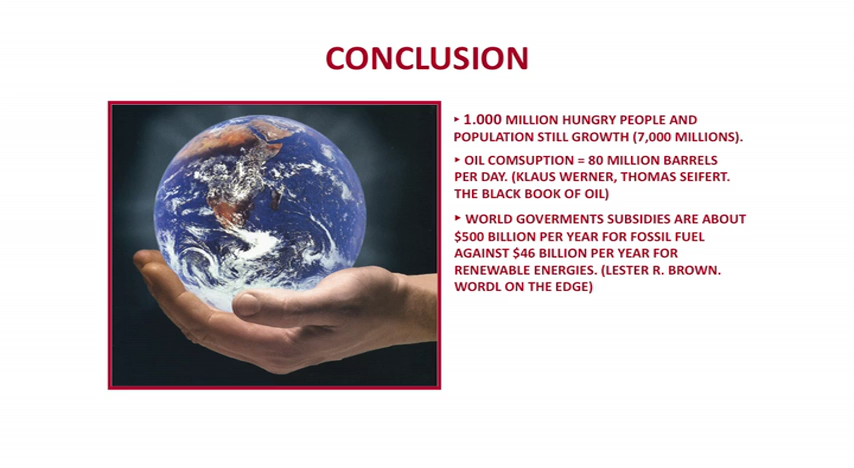 CONCLUSION
‣ 1.000 MILLION HUNGRY PEOPLE AND
POPULATION STILL GROWTH (7,000 MILLIONS).
‣ OIL COMSUPTION = 80 MILLION BARRELS
PER DAY. (KLAUS WERNER, THOMAS SEIFERT.
THE BLACK BOOK OF OIL)
‣ WORLD GOVERMENTS SUBSIDIES ARE ABOUT
$500 BILLION PER YEAR FOR FOSSIL FUEL
AGAINST $46 BILLION PER YEAR FOR
RENEWABLE ENERGIES. (LESTER R. BROWN.
WORDL ON THE EDGE)